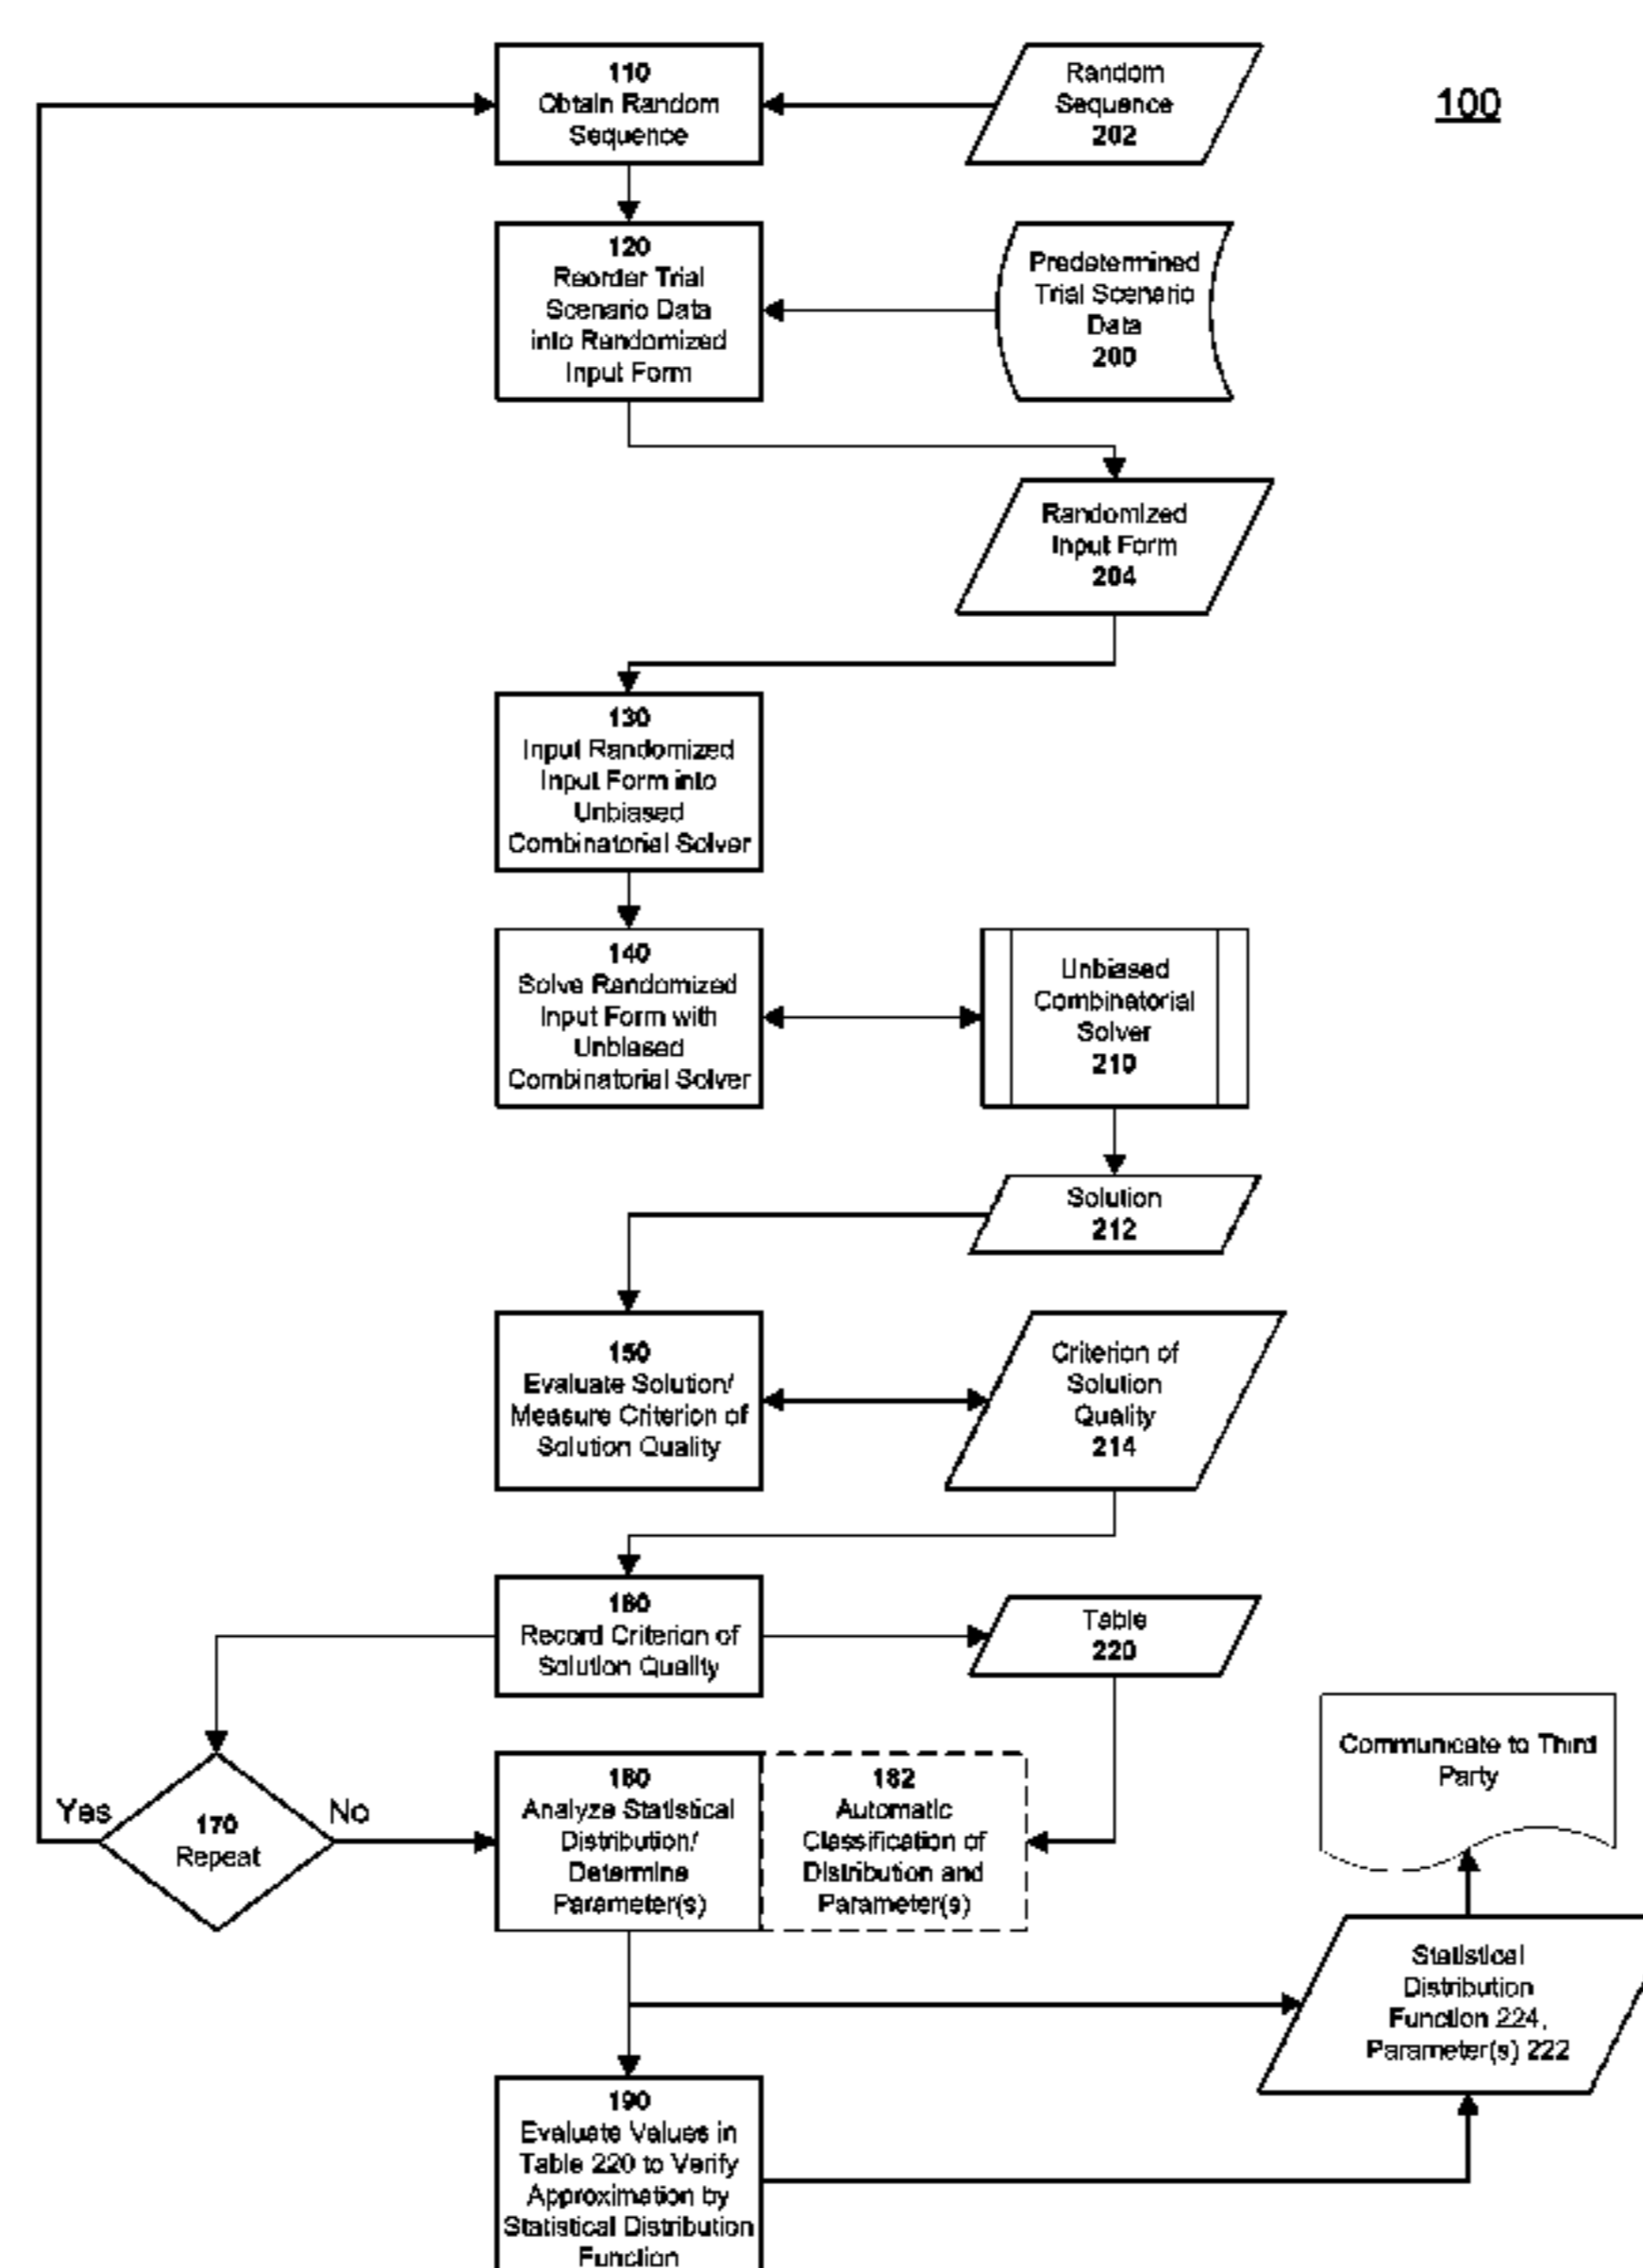 110
Obtain Random
Sequence
Random
Sequence
202
100
120
Reorder Trial
Scenario Data
into Randomized
Input Form
Predetermined
Trial Scenario
Data
200
Randomized
Input Form
204
130
Input Randomized
Input Form into
Unbiased
Combinatorial Solver
140
Solve Randomized
Input Form with
Unbiased
Combinatorial Solver
Unbiased
Combinatorial
Solver
210
Solution
212
150
Evaluate Solution/
Measure Criterion of
Solution Quality
Criterion of
Solution
Quality
214
160
Record Criterion of
Solution Quality
Table
220
Communicate to Third
Party
Yes
170
Repeat
No
180
Analyze Statistical
Distribution/
Determine
Parameter(s)
182
Automatic
Classification of
Distribution and
Parameter(s)
Statistical
Distribution
Function 224,
Parameter(s) 222
190
Evaluate Values in
Table 220 to Verify
Approximation by
Statistical Distribution
Function